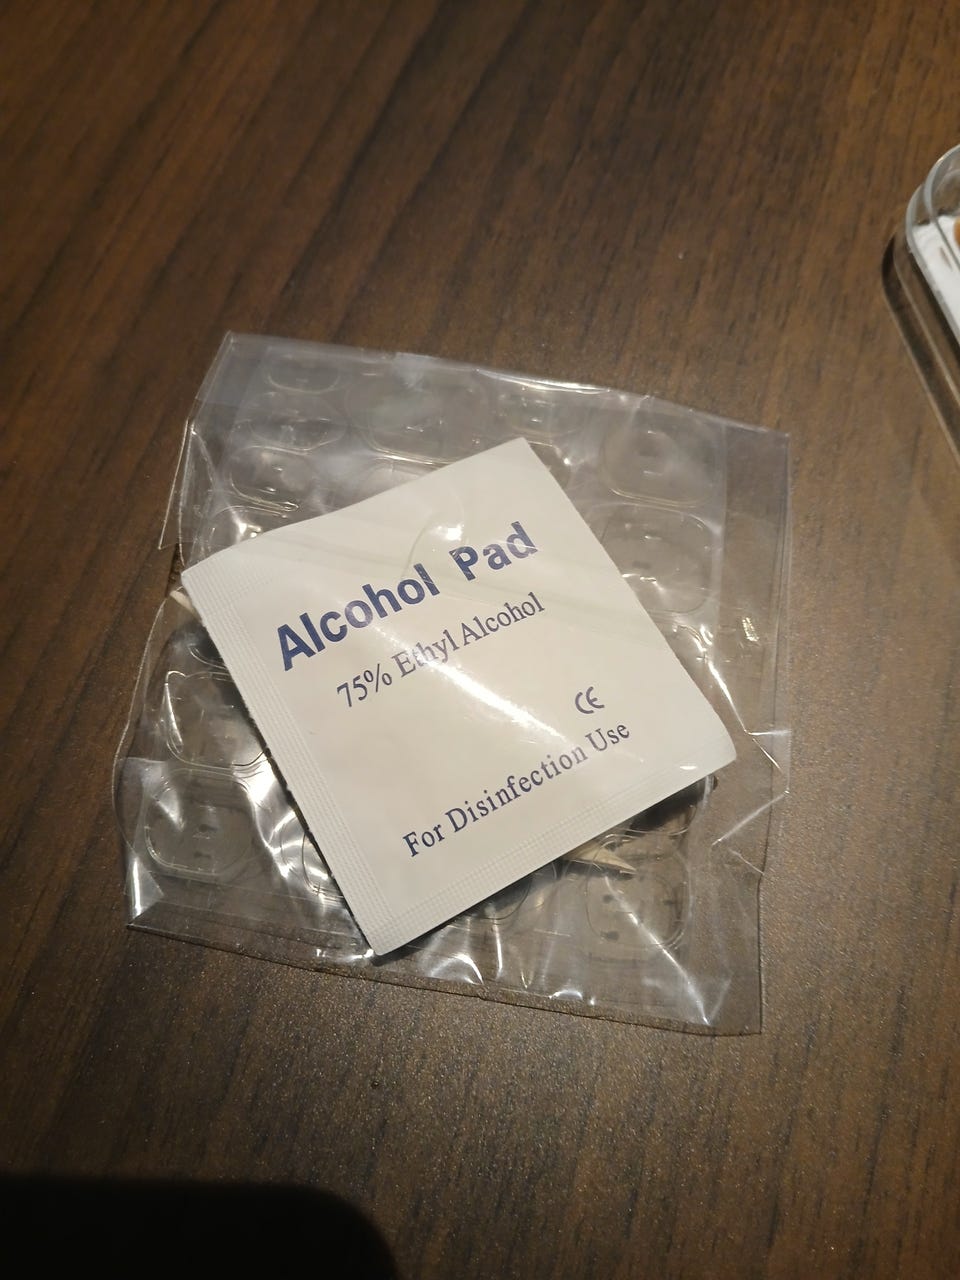 Alcohol Pad
75% Ethyl Alcohol
CE
For Disinfection Use